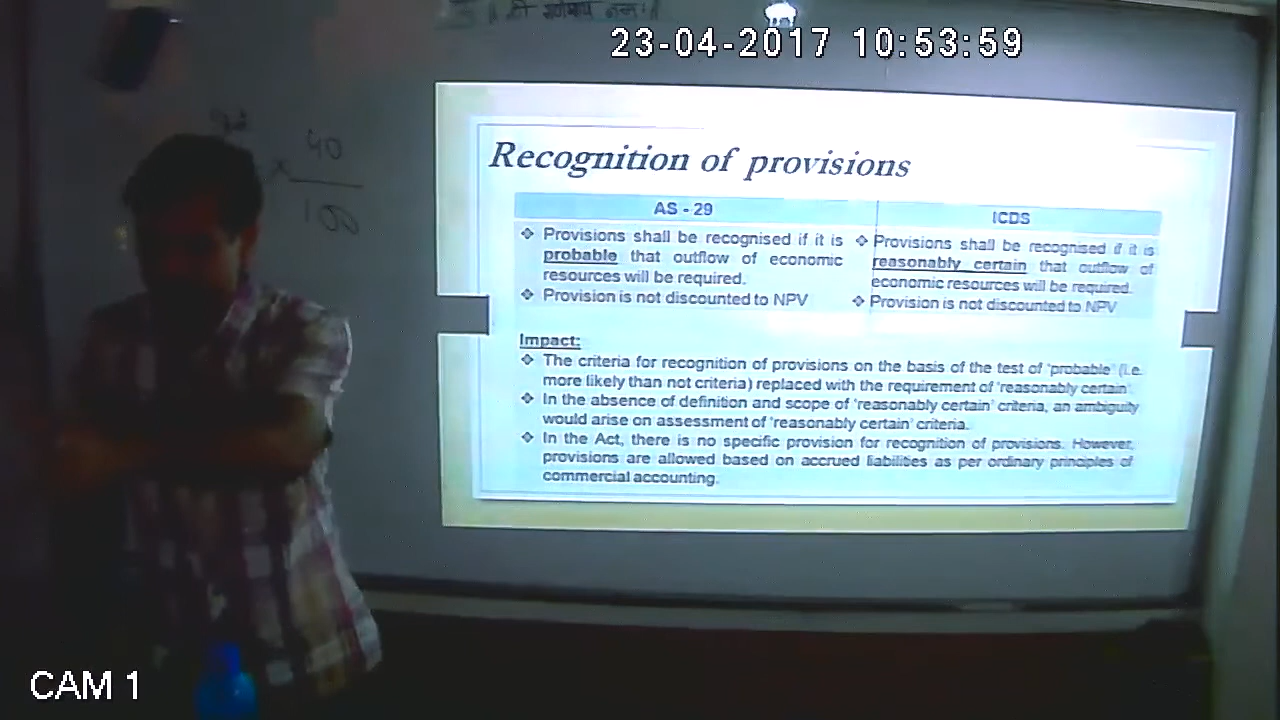 23-04-2017 10:53:59
40
100
Recognition of provisions
AS - 29
ICDS
❖ Provisions shall be recognised if it is
probable that outflow of economic
resources will be required.
❖ Provision is not discounted to NPV
❖ Provisions shall be recognised if it is
reasonably certain that outflow of
economic resources will be required.
❖ Provision is not discounted to NPV
Impact:
❖ The criteria for recognition of provisions on the basis of the test of 'probable' (i.e.
more likely than not criteria) replaced with the requirement of 'reasonably certain'.
❖ In the absence of definition and scope of 'reasonably certain' criteria, an ambiguity
would arise on assessment of 'reasonably certain' criteria.
❖ In the Act, there is no specific provision for recognition of provisions. However,
provisions are allowed based on accrued liabilities as per ordinary principles of
commercial accounting.
CAM 1